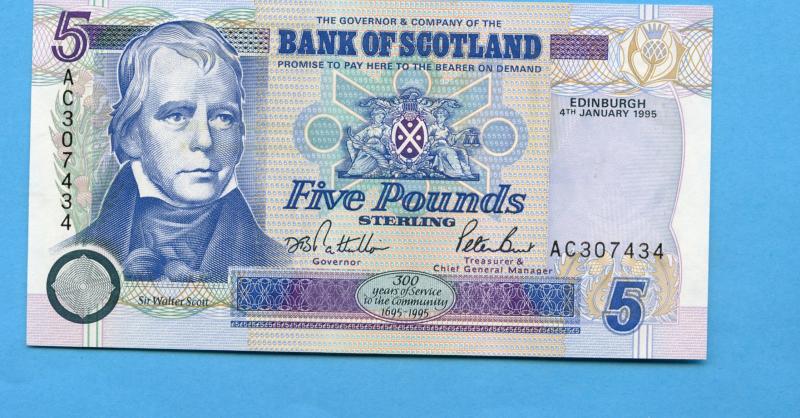 THE GOVERNOR & COMPANY OF THE
BANK OF SCOTLAND
PROMISE TO PAY HERE TO THE BEARER ON DEMAND
5
AC307434
EDINBURGH
4TH JANUARY 1995
Five Pounds
STERLING
Governor
Peter Burt
Treasurer &
Chief General Manager
AC307434
Sir Walter Scott
300
years of Service
to the Community
1695-1995
5